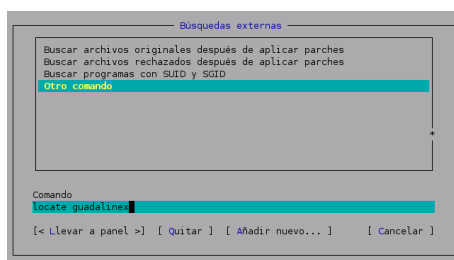 Búsquedas externas
Buscar archivos originales después de aplicar parches
Buscar archivos rechazados después de aplicar parches
Buscar programas con SUID y SGID
Otro comando
*
Comando
locate guadalinex
[< Llevar a panel >] [ Quitar ] [ Añadir nuevo... ] [ Cancelar ]